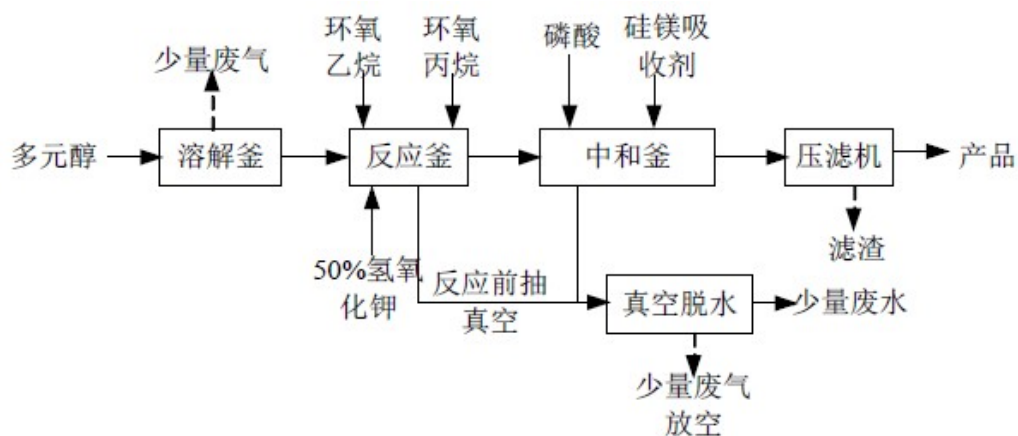 环氧
乙烷
环氧
丙烷
磷酸
硅镁吸
收剂
少量废气
多元醇
溶解釜
反应釜
中和釜
压滤机
产品
滤渣
50%氢氧
化钾
反应前抽
真空
真空脱水
少量废水
少量废气
放空